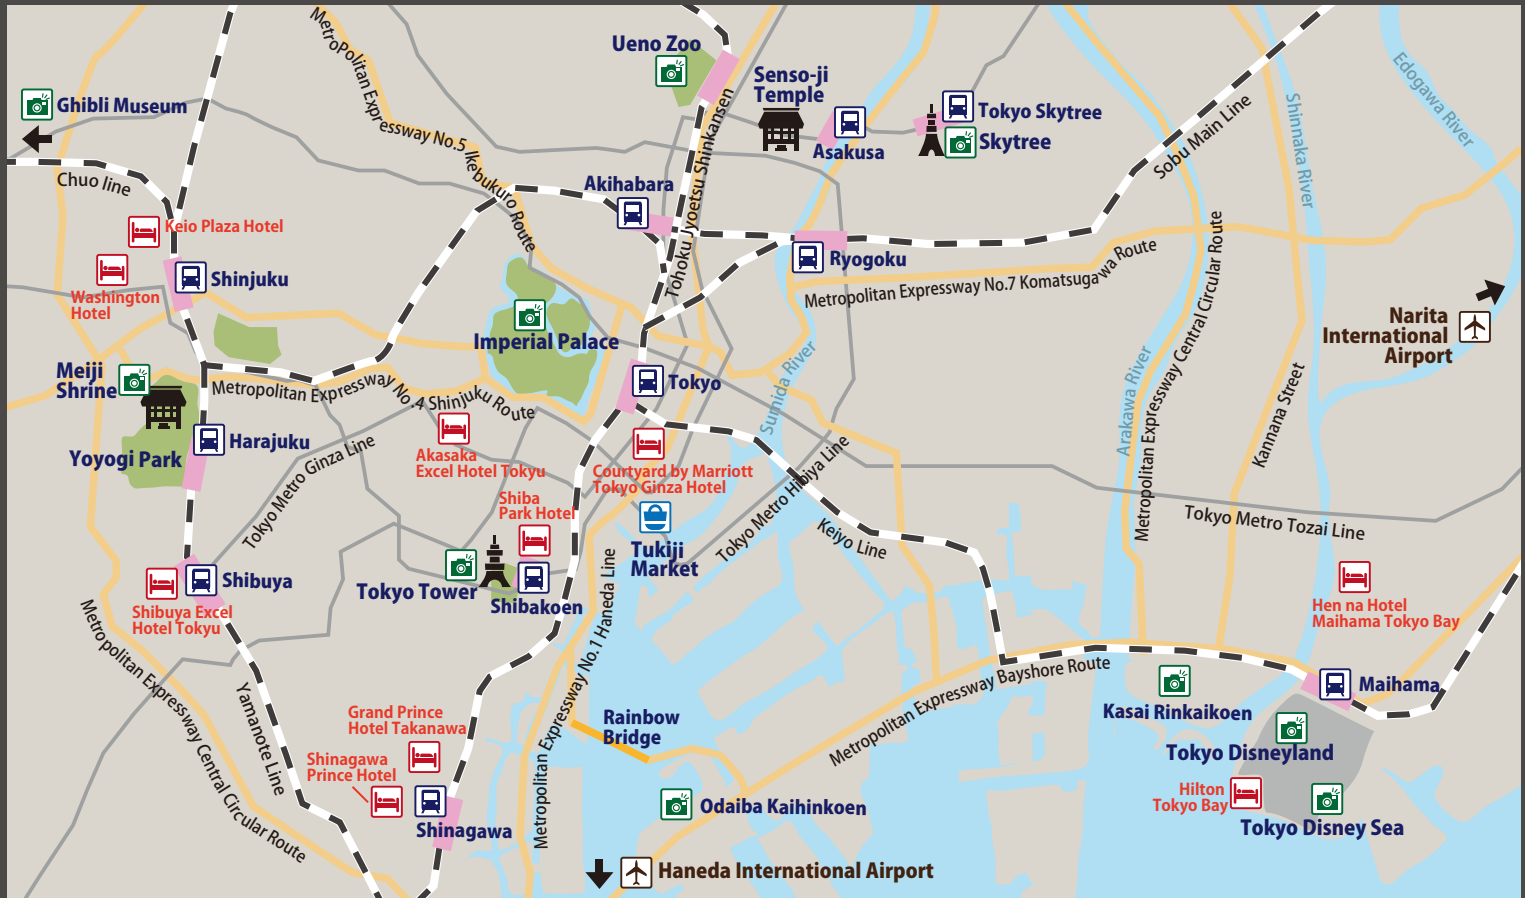 Ueno Zoo
Senso-ji
Temple
Asakusa
Tokyo Skytree
Skytree
Ghibli Museum
Chuo line
Keio Plaza Hotel
Washington
Hotel
Shinjuku
MetroPolitan Expressway No.5 Ikebukuro Route
Akihabara
Tohoku Jyoetsu Shinkansen
Sobu Main Line
Shinnaka River
Edogawa River
Ryogoku
Metropolitan Expressway No.7 Komatsugawa Route
Metropolitan Expressway Central Circular Route
Narita
International
Airport
Imperial Palace
Tokyo
Sumida River
Arakawa River
Kannana Street
Meiji
Shrine
Metropolitan Expressway No.4 Shinjuku Route
Harajuku
Yoyogi Park
Tokyo Metro Ginza Line
Akasaka
Excel Hotel Tokyu
Courtyard by Marriott
Tokyo Ginza Hotel
Shiba
Park Hotel
Tokyo Metro Hibiya Line
Keiyo Line
Tokyo Metro Tozai Line
Tukiji
Market
Tokyo Tower
Shibakoen
Shibuya
Shibuya Excel
Hotel Tokyu
Metropolitan Expressway No.1 Haneda Line
Hen na Hotel
Maihama Tokyo Bay
Metropolitan Expressway Central Circular Route
Yamanote Line
Grand Prince
Hotel Takanawa
Shinagawa
Prince Hotel
Shinagawa
Rainbow
Bridge
Metropolitan Expressway Bayshore Route
Kasai Rinkaikoen
Maihama
Tokyo Disneyland
Hilton
Tokyo Bay
Tokyo Disney Sea
Odaiba Kaihinkoen
Haneda International Airport